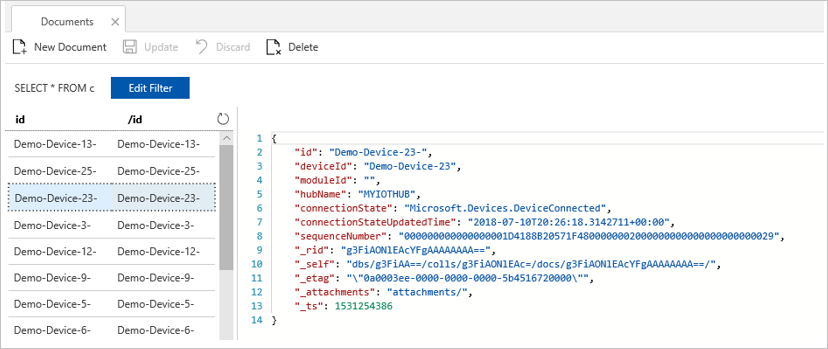 Documents
New Document Update Discard Delete
SELECT * FROM c Edit Filter
id /id
Demo-Device-13- Demo-Device-13-
Demo-Device-25- Demo-Device-25-
Demo-Device-23- Demo-Device-23-
Demo-Device-3- Demo-Device-3-
Demo-Device-12- Demo-Device-12-
Demo-Device-9- Demo-Device-9-
Demo-Device-5- Demo-Device-5-
Demo-Device-6- Demo-Device-6-
1 {
2 "id": "Demo-Device-23-",
3 "deviceId": "Demo-Device-23",
4 "moduleId": "",
5 "hubName": "MYIOTHUB",
6 "connectionState": "Microsoft.Devices.DeviceConnected",
7 "connectionStateUpdatedTime": "2018-07-10T20:26:18.3142711+00:00",
8 "sequenceNumber": "000000000000000001D4188B20571F4800000002000000000000000000000029",
9 "_rid": "g3FiAONlEAcYFgAAAAAAAA==",
10 "_self": "dbs/g3FiAA==/colls/g3FiAONlEAc=/docs/g3FiAONlEAcYFgAAAAAAAA==/",
11 "_etag": "\"0a0003ee-0000-0000-0000-5b4516720000\"",
12 "_attachments": "attachments/",
13 "_ts": 1531254386
14 }